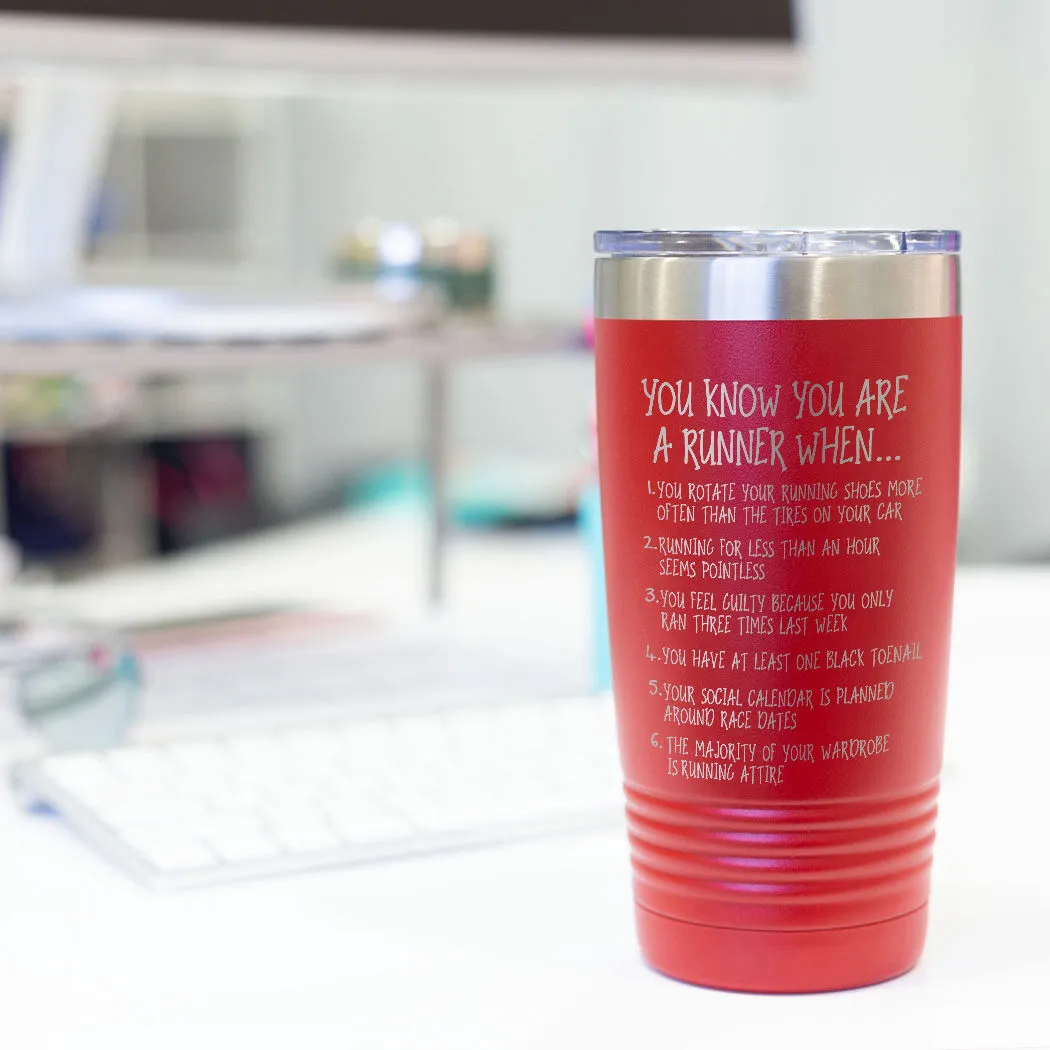 YOU KNOW YOU ARE
A RUNNER WHEN...
1. YOU ROTATE YOUR RUNNING SHOES MORE
OFTEN THAN THE TIRES ON YOUR CAR
2. RUNNING FOR LESS THAN AN HOUR
SEEMS POINTLESS
3. YOU FEEL GUILTY BECAUSE YOU ONLY
RAN THREE TIMES LAST WEEK
4. YOU HAVE AT LEAST ONE BLACK TOENAIL
5. YOUR SOCIAL CALENDAR IS PLANNED
AROUND RACE DATES
6. THE MAJORITY OF YOUR WARDROBE
IS RUNNING ATTIRE